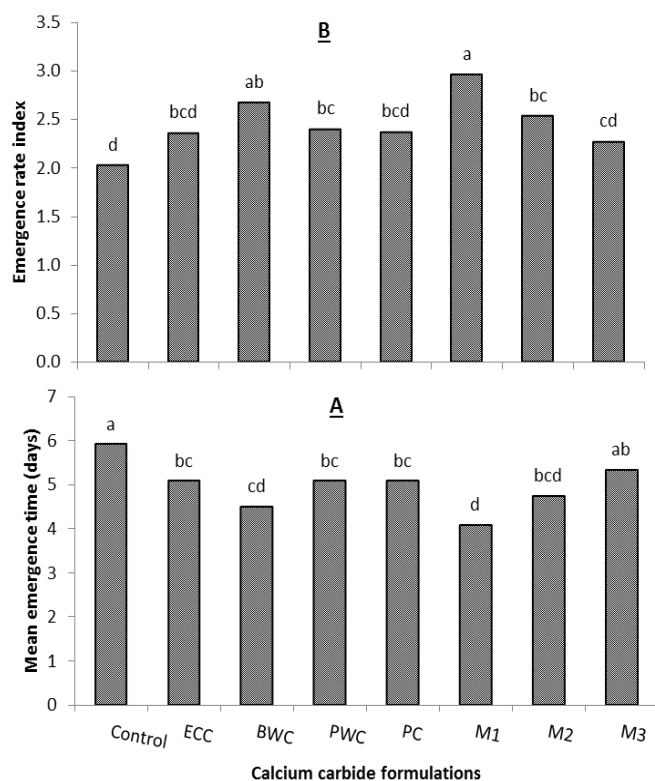 B
Emergence rate index
3.5
3.0
2.5
2.0
1.5
1.0
0.5
0.0
d
bcd
ab
bc
bcd
a
bc
cd
A
Mean emergence time (days)
7
6
5
4
3
2
1
0
a
bc
cd
bc
bc
d
bcd
ab
Control ECC BWC PWC PC M1 M2 M3
Calcium carbide formulations